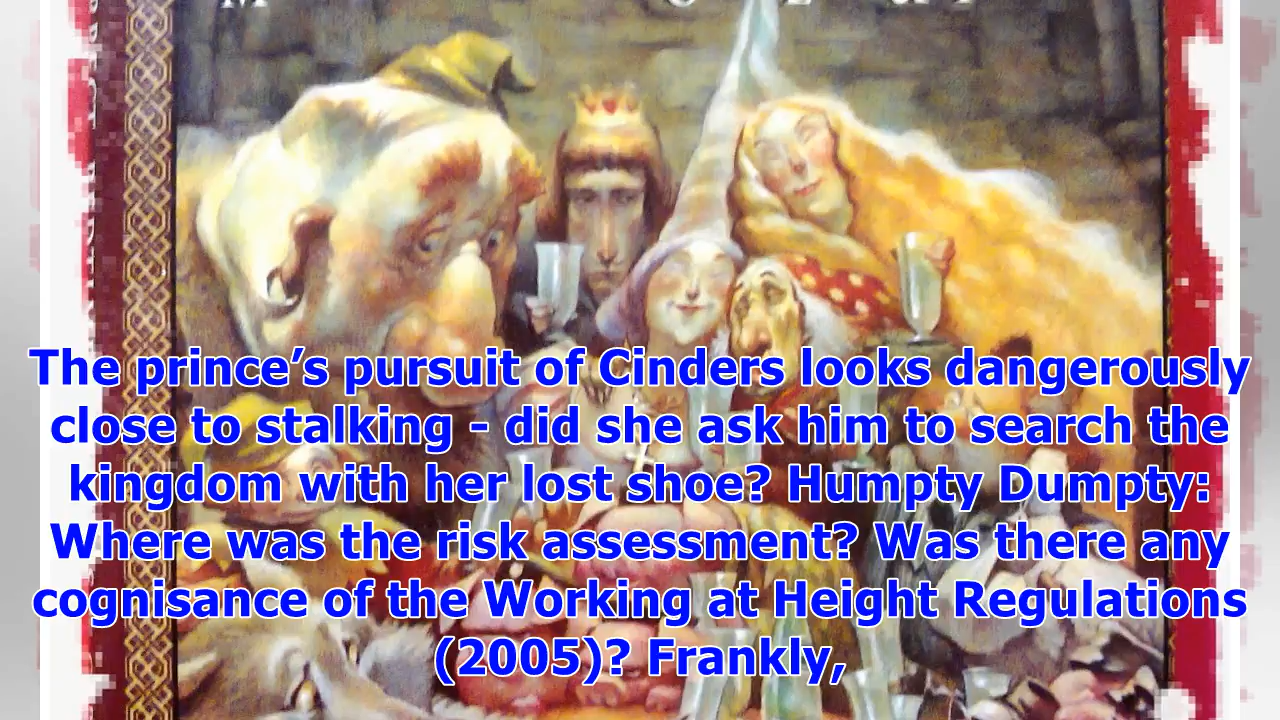 The prince’s pursuit of Cinders looks dangerously
close to stalking - did she ask him to search the
kingdom with her lost shoe? Humpty Dumpty:
Where was the risk assessment? Was there any
cognisance of the Working at Height Regulations
(2005)? Frankly,